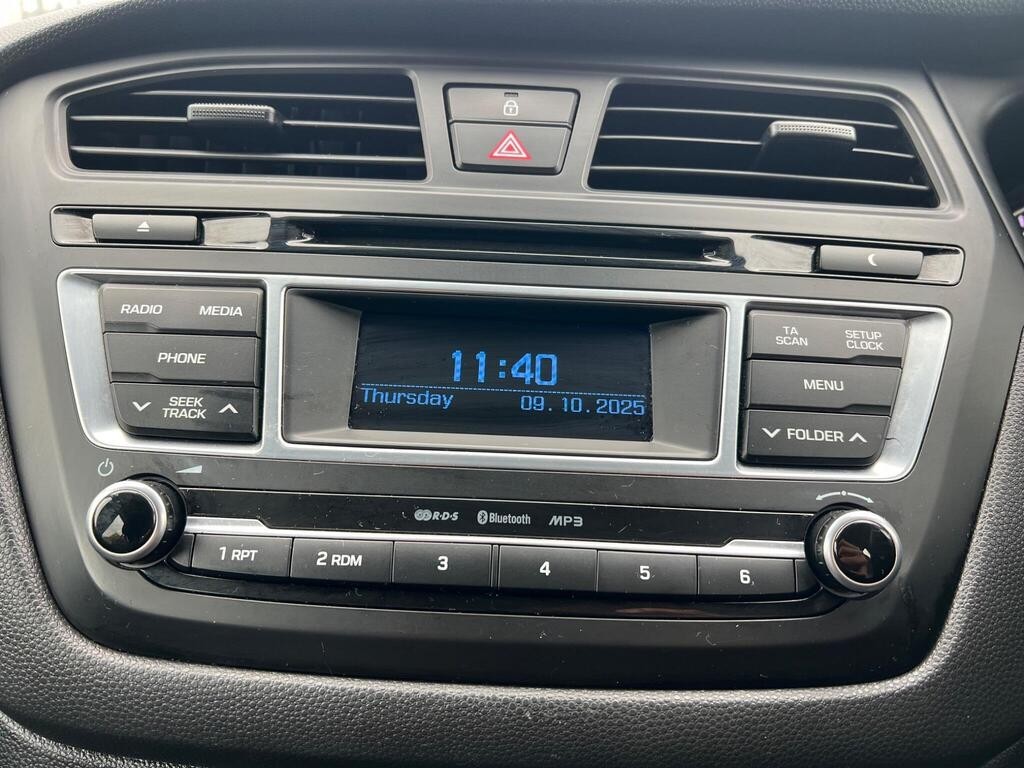 RADIO MEDIA
PHONE
SEEK
TRACK
11:40
Thursday 09.10.2025
TA
SCAN
SETUP
CLOCK
MENU
FOLDER
R·D·S Bluetooth MP3
1 RPT 2 RDM 3 4 5 6